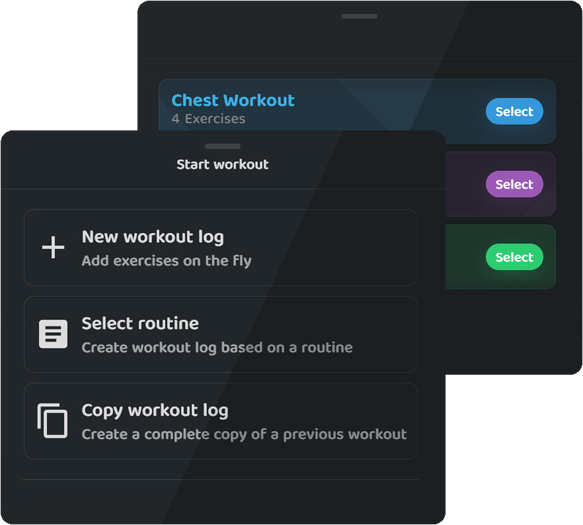 Chest Workout
4 Exercises
Select
Select
Select
Start workout
New workout log
Add exercises on the fly
Select routine
Create workout log based on a routine
Copy workout log
Create a complete copy of a previous workout